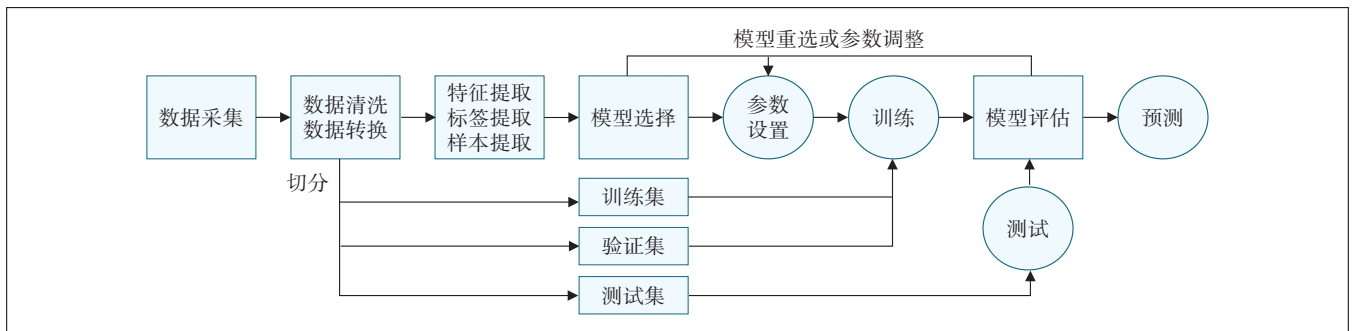 模型重选或参数调整
数据采集
数据清洗
数据转换
特征提取
标签提取
样本提取
模型选择
参数
设置
训练
模型评估
预测
切分
训练集
验证集
测试集
测试